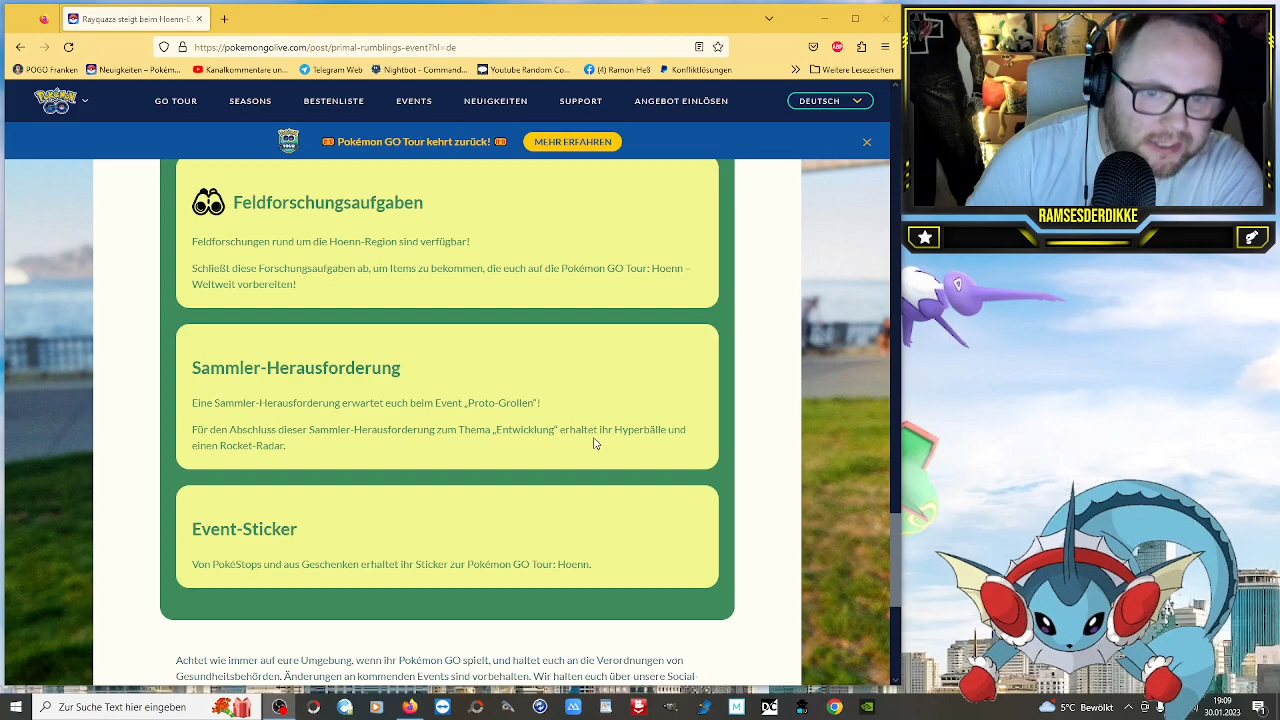 Rayquaza steigt beim Hoenn-Ev
https://pokemongolive.com/post/primal-rumblings-event?hl=de
POGO Franken
Neuigkeiten – Pokém...
Kanalkommentare un...
Telegram Web
Nightbot - Comman...
Youtube Kommentar...
(4) Ramses Heß
Konfliktlösungen
Weitere Lesezeichen
GO TOUR
SEASONS
BESTENLISTE
EVENTS
NEUIGKEITEN
SUPPORT
ANGEBOT EINLÖSEN
DEUTSCH
Pokémon GO Tour kehrt zurück!
MEHR ERFAHREN
Feldforschungsaufgaben
Feldforschungen rund um die Hoenn-Region sind verfügbar!
Schließt diese Forschungsaufgaben ab, um Items zu bekommen, die euch auf die Pokémon GO Tour: Hoenn –
Weltweit vorbereiten!
Sammler-Herausforderung
Eine Sammler-Herausforderung erwartet euch beim Event „Proto-Grollen“!
Für den Abschluss dieser Sammler-Herausforderung zum Thema „Entwicklung“ erhaltet ihr Hyperbälle und
einen Rocket-Radar.
Event-Sticker
Von PokéStops und aus Geschenken erhaltet ihr Sticker zur Pokémon GO Tour: Hoenn.
Achtet wie immer auf eure Umgebung, wenn ihr Pokémon GO spielt, und haltet euch an die Verordnungen von
Gesundheitsbehörden. Änderungen an kommenden Events sind vorbehalten. Wir halten euch über unsere Social-
RAMSESDERDIKKE
Zur Suche Text hier eingeben
19:09
30.01.2023